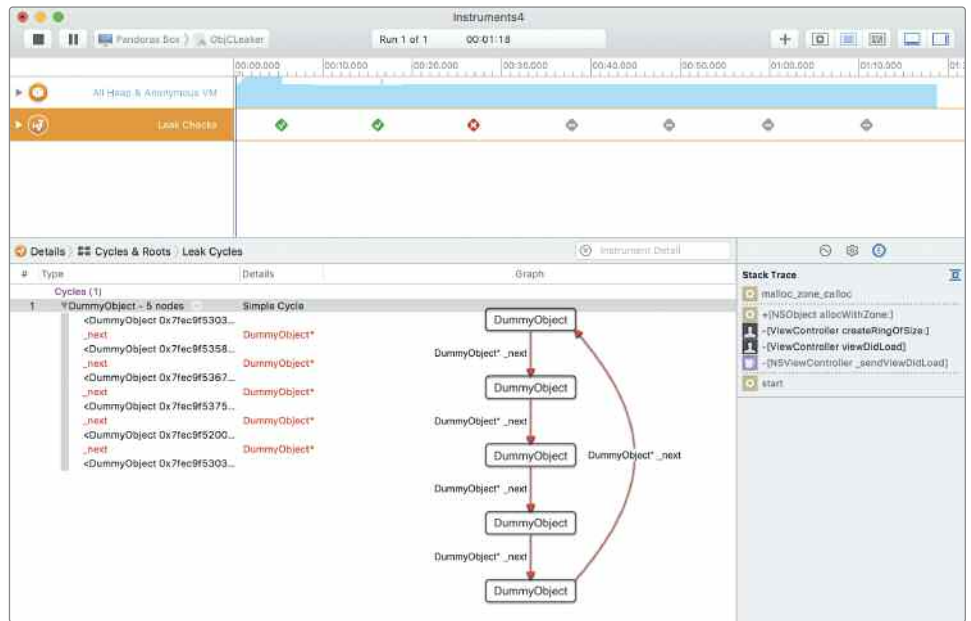 Instruments4
Pandoras Box ObjCLeaker Run 1 of 1 00:01:18
00:00.000 00:10.000 00:20.000 00:30.000 00:40.000 00:50.000 01:00.000 01:10.000
All Heap & Anonymous VM
Leak Checks
Details Cycles & Roots Leak Cycles Instrument Detail
# Type Details Graph
Cycles (1)
1 ▼DummyObject - 5 nodes Simple Cycle
<DummyObject 0x7fec9f5303...
_next DummyObject*
<DummyObject 0x7fec9f5358...
_next DummyObject*
<DummyObject 0x7fec9f5367...
_next DummyObject*
<DummyObject 0x7fec9f5375...
_next DummyObject*
<DummyObject 0x7fec9f5200...
_next DummyObject*
<DummyObject 0x7fec9f5303...
DummyObject
DummyObject* _next
DummyObject
DummyObject* _next
DummyObject DummyObject* _next
DummyObject* _next
DummyObject
DummyObject* _next
DummyObject
Stack Trace
malloc_zone_calloc
+[NSObject allocWithZone:]
-[ViewController createRingOfSize:]
-[ViewController viewDidLoad]
-[NSViewController _sendViewDidLoad]
start